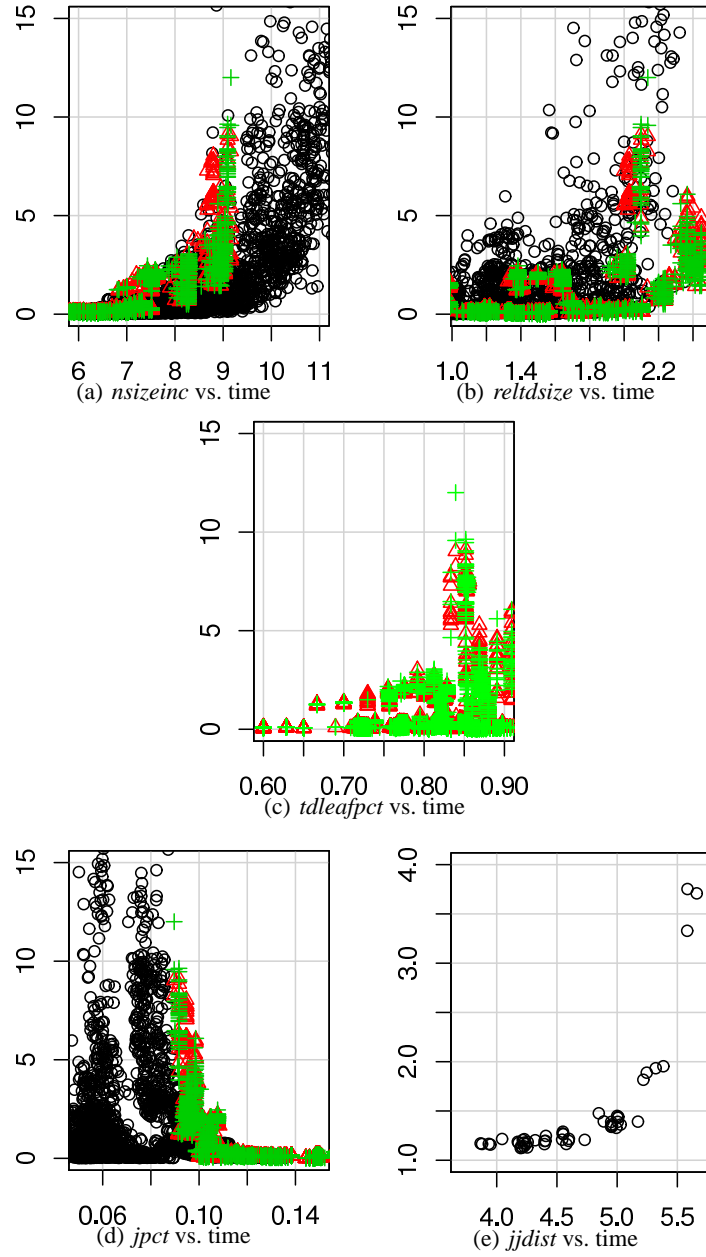 15
10
5
0
6 7 8 9 10 11
(a) nsizeinc vs. time
15
10
5
0
1.0 1.4 1.8 2.2
(b) reltdsize vs. time
15
10
5
0
0.60 0.70 0.80 0.90
(c) tdleafpct vs. time
15
10
5
0
0.06 0.10 0.14
(d) jpct vs. time
4.0
3.0
2.0
1.0
4.0 4.5 5.0 5.5
(e) jjdist vs. time